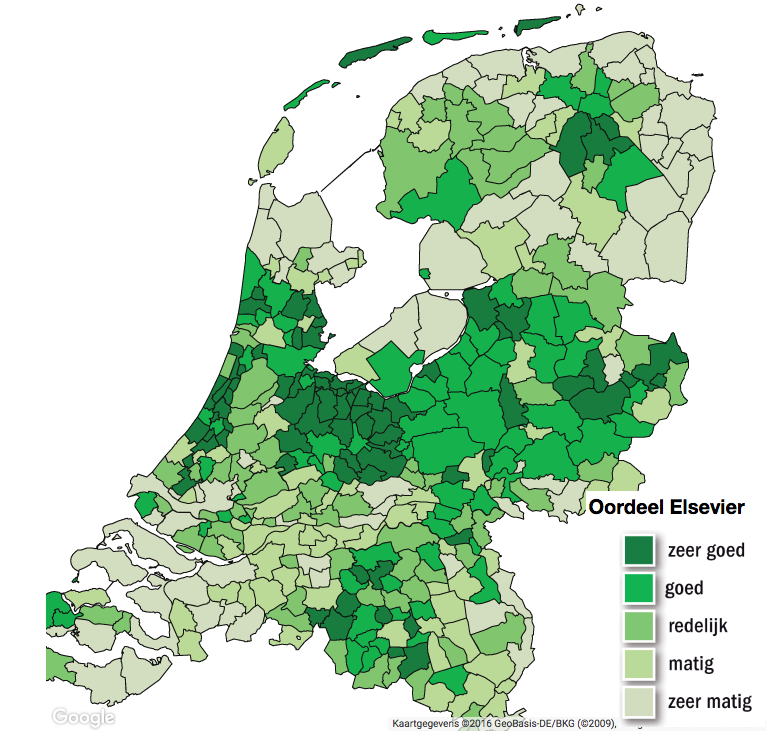 Oordeel Elsevier
zeer goed
goed
redelijk
matig
zeer matig
Google
Kaartgegevens ©2016 GeoBasis-DE/BKG (©2009),